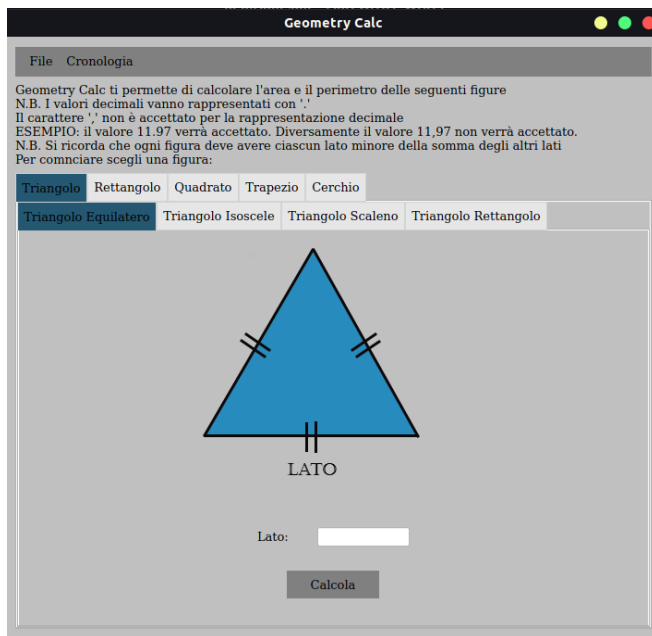 Geometry Calc
File Cronologia
Geometry Calc ti permette di calcolare l'area e il perimetro delle seguenti figure
N.B. I valori decimali vanno rappresentati con '.'
Il carattere ',' non è accettato per la rappresentazione decimale
ESEMPIO: il valore 11.97 verrà accettato. Diversamente il valore 11,97 non verrà accettato.
N.B. Si ricorda che ogni figura deve avere ciascun lato minore della somma degli altri lati
Per comnciare scegli una figura:
Triangolo Rettangolo Quadrato Trapezio Cerchio
Triangolo Equilatero Triangolo Isoscele Triangolo Scaleno Triangolo Rettangolo
LATO
Lato:
Calcola